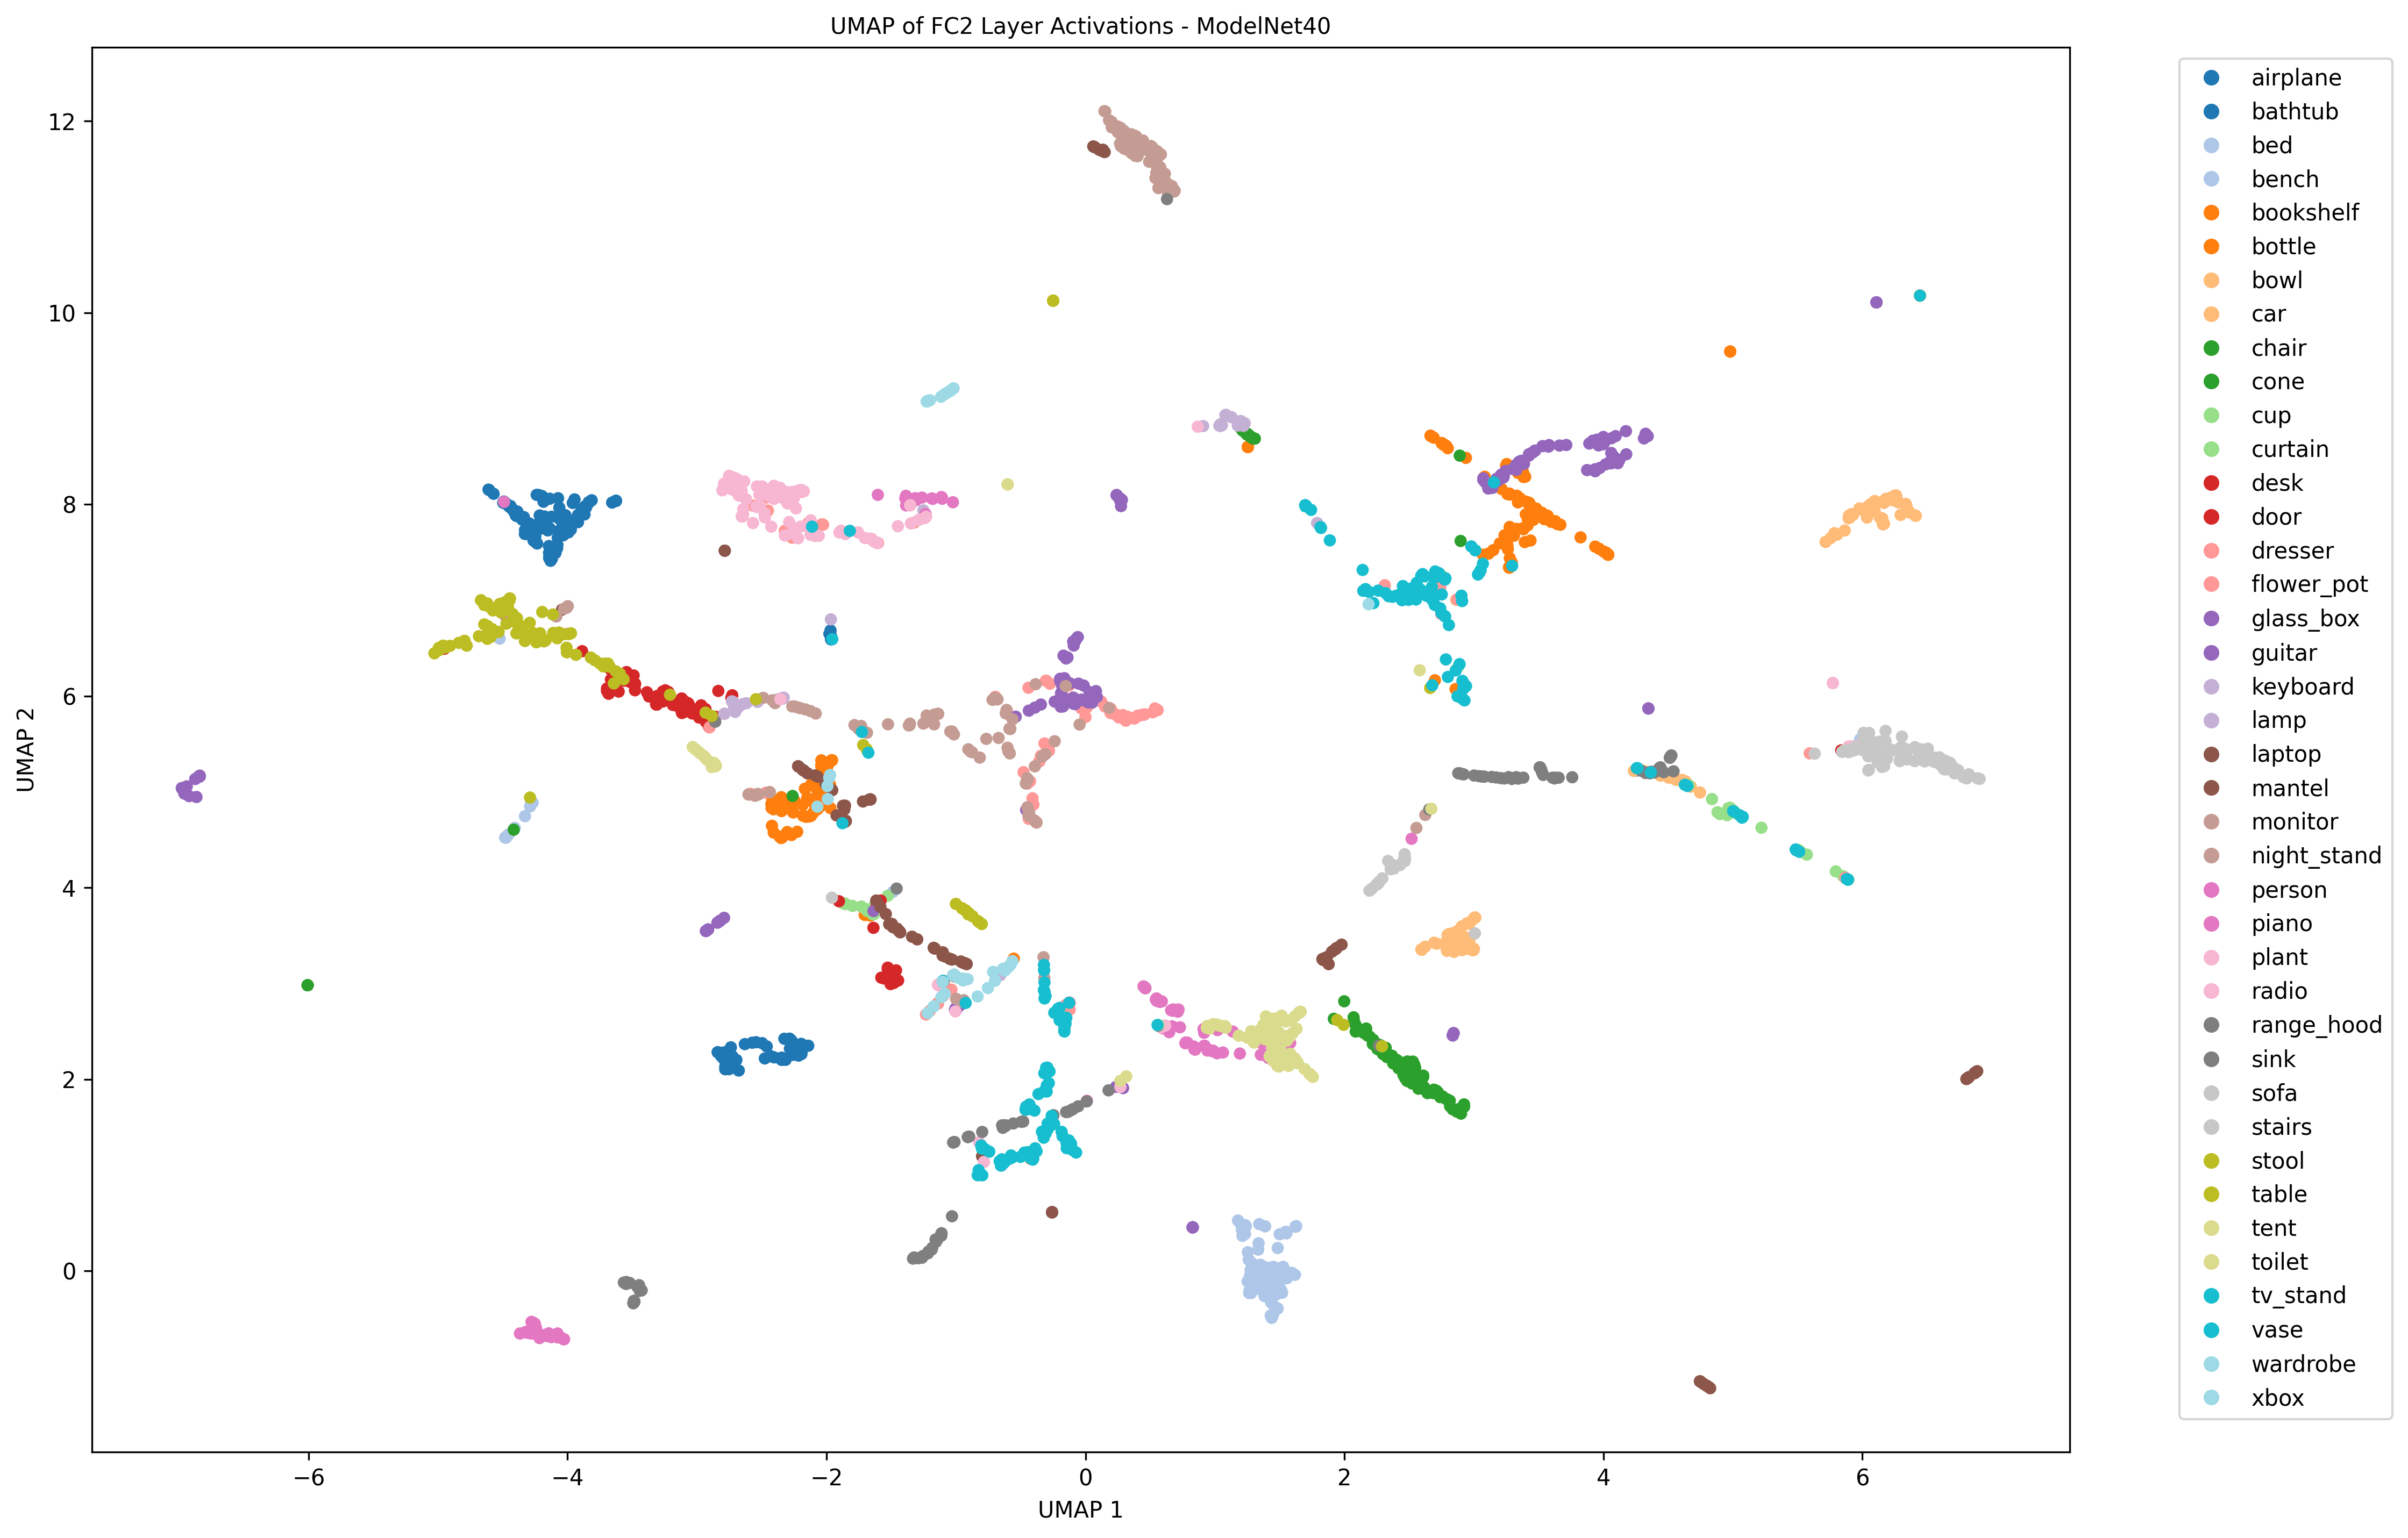 UMAP of FC2 Layer Activations - ModelNet40
12
10
8
6
4
2
0
UMAP 2
−6
−4
−2
0
2
4
6
UMAP 1
airplane
bathtub
bed
bench
bookshelf
bottle
bowl
car
chair
cone
cup
curtain
desk
door
dresser
flower_pot
glass_box
guitar
keyboard
lamp
laptop
mantel
monitor
night_stand
person
piano
plant
radio
range_hood
sink
sofa
stairs
stool
table
tent
toilet
tv_stand
vase
wardrobe
xbox